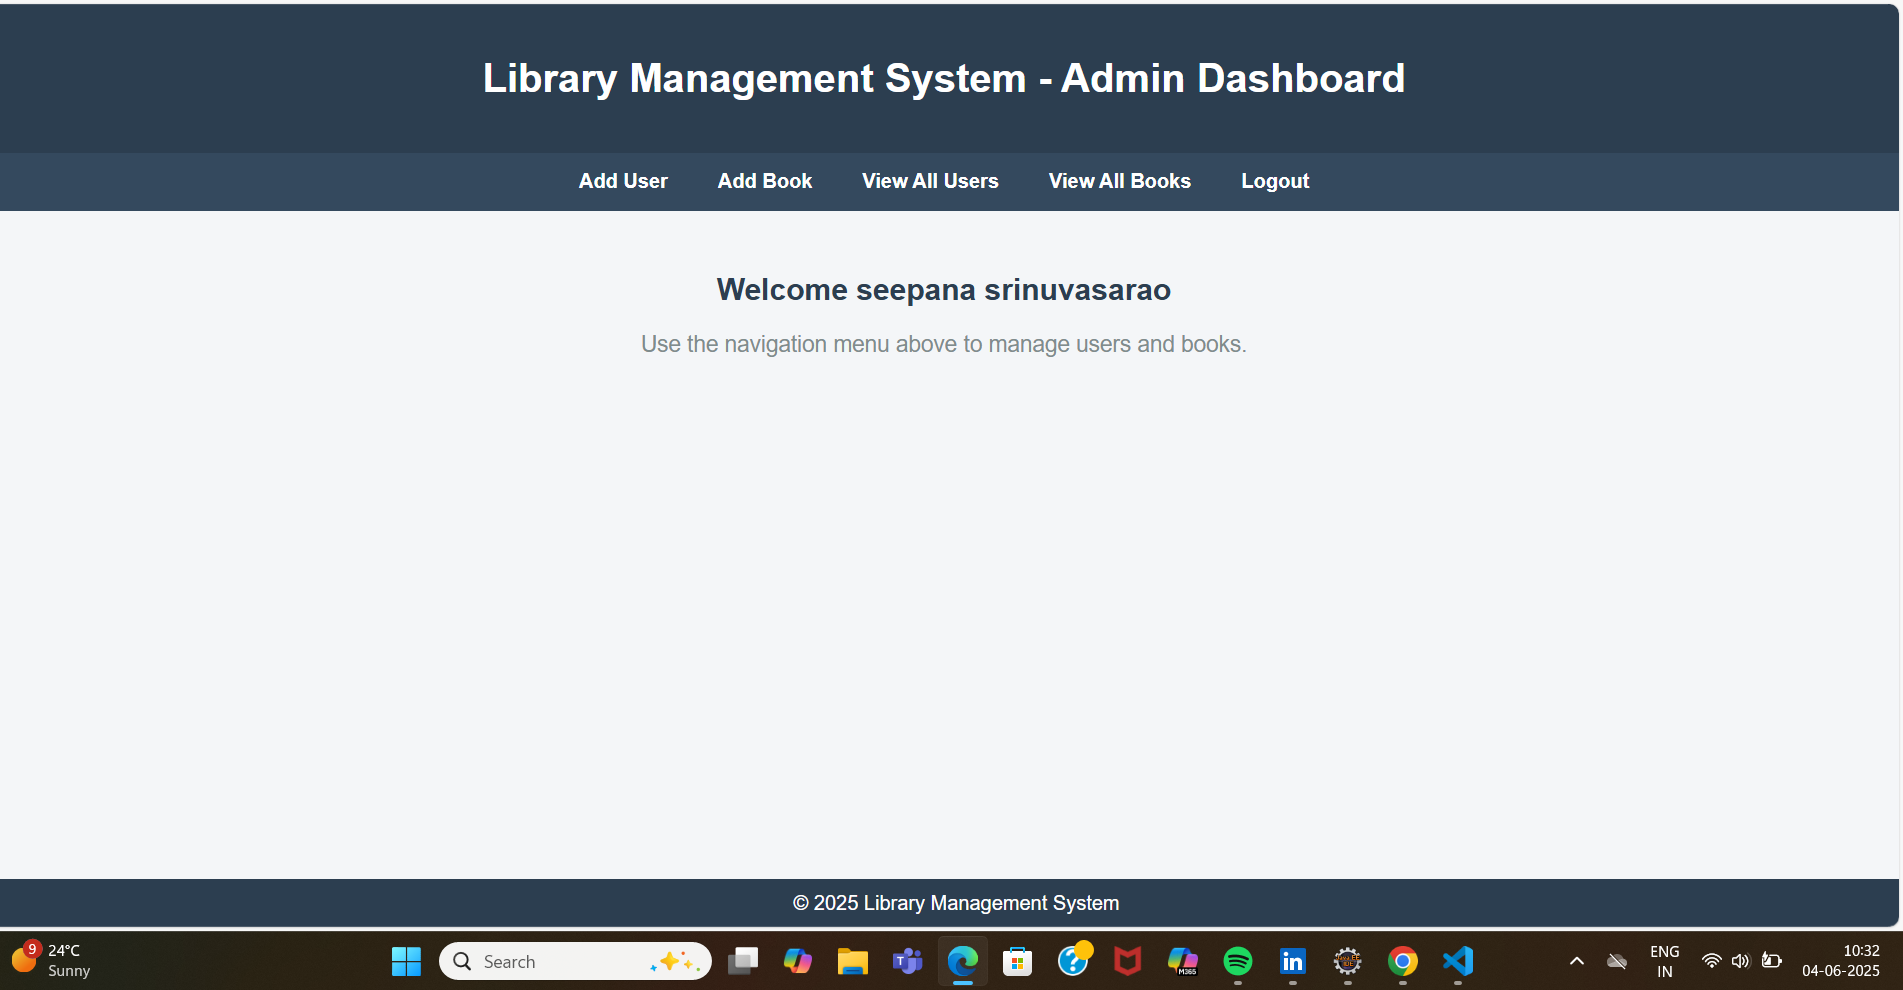 Library Management System - Admin Dashboard
Add User Add Book View All Users View All Books Logout
Welcome seepana srinuvasarao
Use the navigation menu above to manage users and books.
© 2025 Library Management System
9
24°C
Sunny
Search
T
M365
in
ENG
IN
10:32
04-06-2025